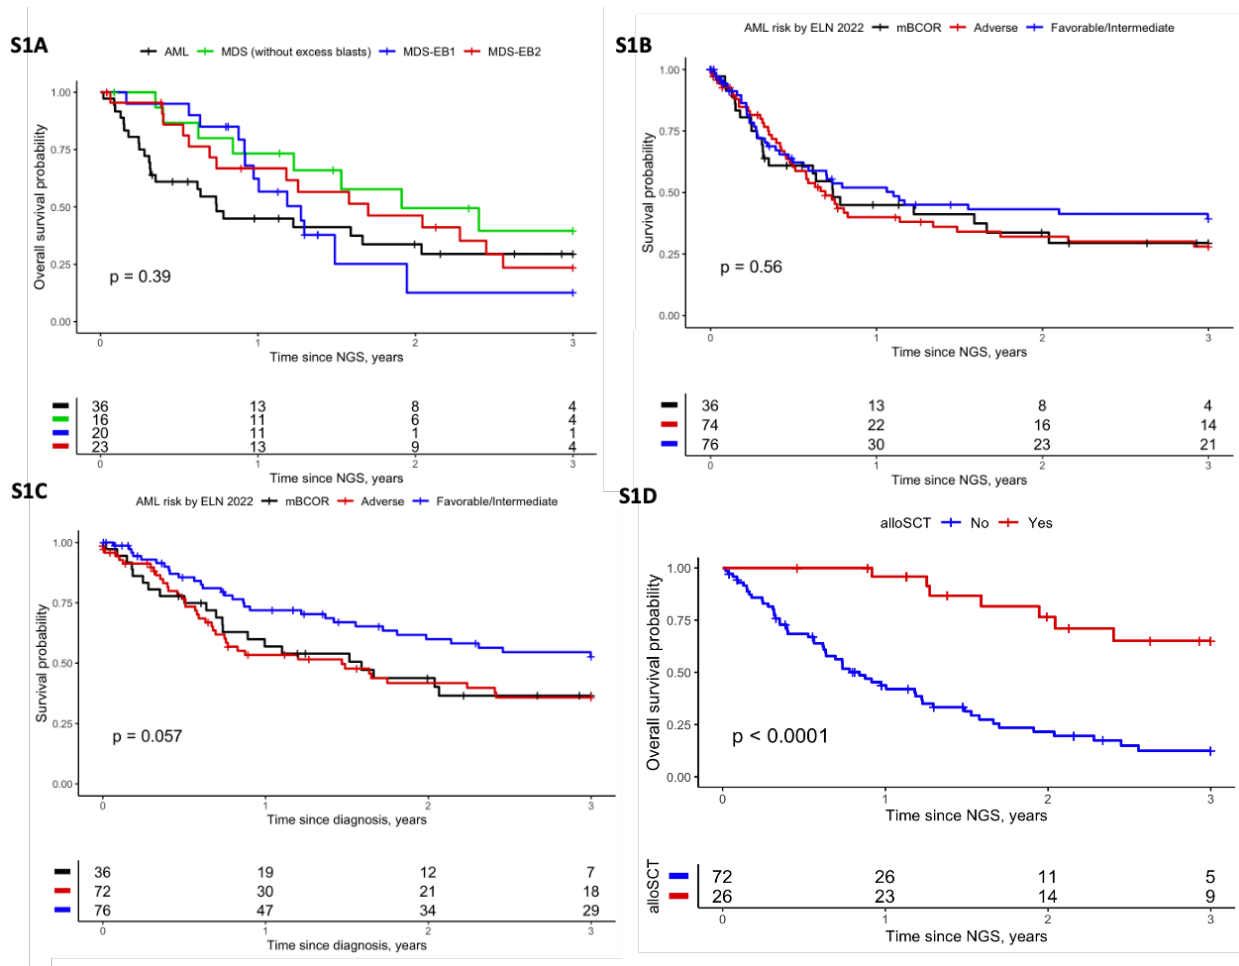 S1A
AML MDS (without excess blasts) MDS-EB1 MDS-EB2
Overall survival probability
1.00
0.75
0.50
0.25
0.00
p = 0.39
0 1 2 3
Time since NGS, years
36 13 8 4
16 11 6 4
20 11 1 1
23 13 9 4
0 1 2 3
Time since NGS, years
S1B
AML risk by ELN 2022 mBCOR Adverse Favorable/Intermediate
Survival probability
1.00
0.75
0.50
0.25
0.00
p = 0.56
0 1 2 3
Time since NGS, years
36 13 8 4
74 22 16 14
76 30 23 21
0 1 2 3
Time since NGS, years
S1C
AML risk by ELN 2022 mBCOR Adverse Favorable/Intermediate
Survival probability
1.00
0.75
0.50
0.25
0.00
p = 0.057
0 1 2 3
Time since diagnosis, years
36 19 12 7
72 30 21 18
76 47 34 29
0 1 2 3
Time since diagnosis, years
S1D
alloSCT No Yes
Overall survival probability
1.00
0.75
0.50
0.25
0.00
p < 0.0001
0 1 2 3
Time since NGS, years
alloSCT
72 26 11 5
26 23 14 9
0 1 2 3
Time since NGS, years